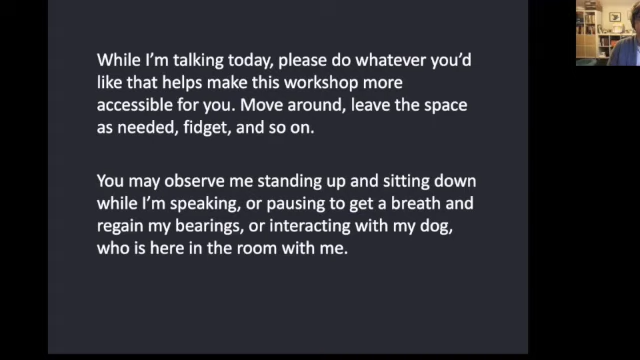 While I'm talking today, please do whatever you'd
like that helps make this workshop more
accessible for you. Move around, leave the space
as needed, fidget, and so on.
You may observe me standing up and sitting down
while I'm speaking, or pausing to get a breath and
regain my bearings, or interacting with my dog,
who is here in the room with me.